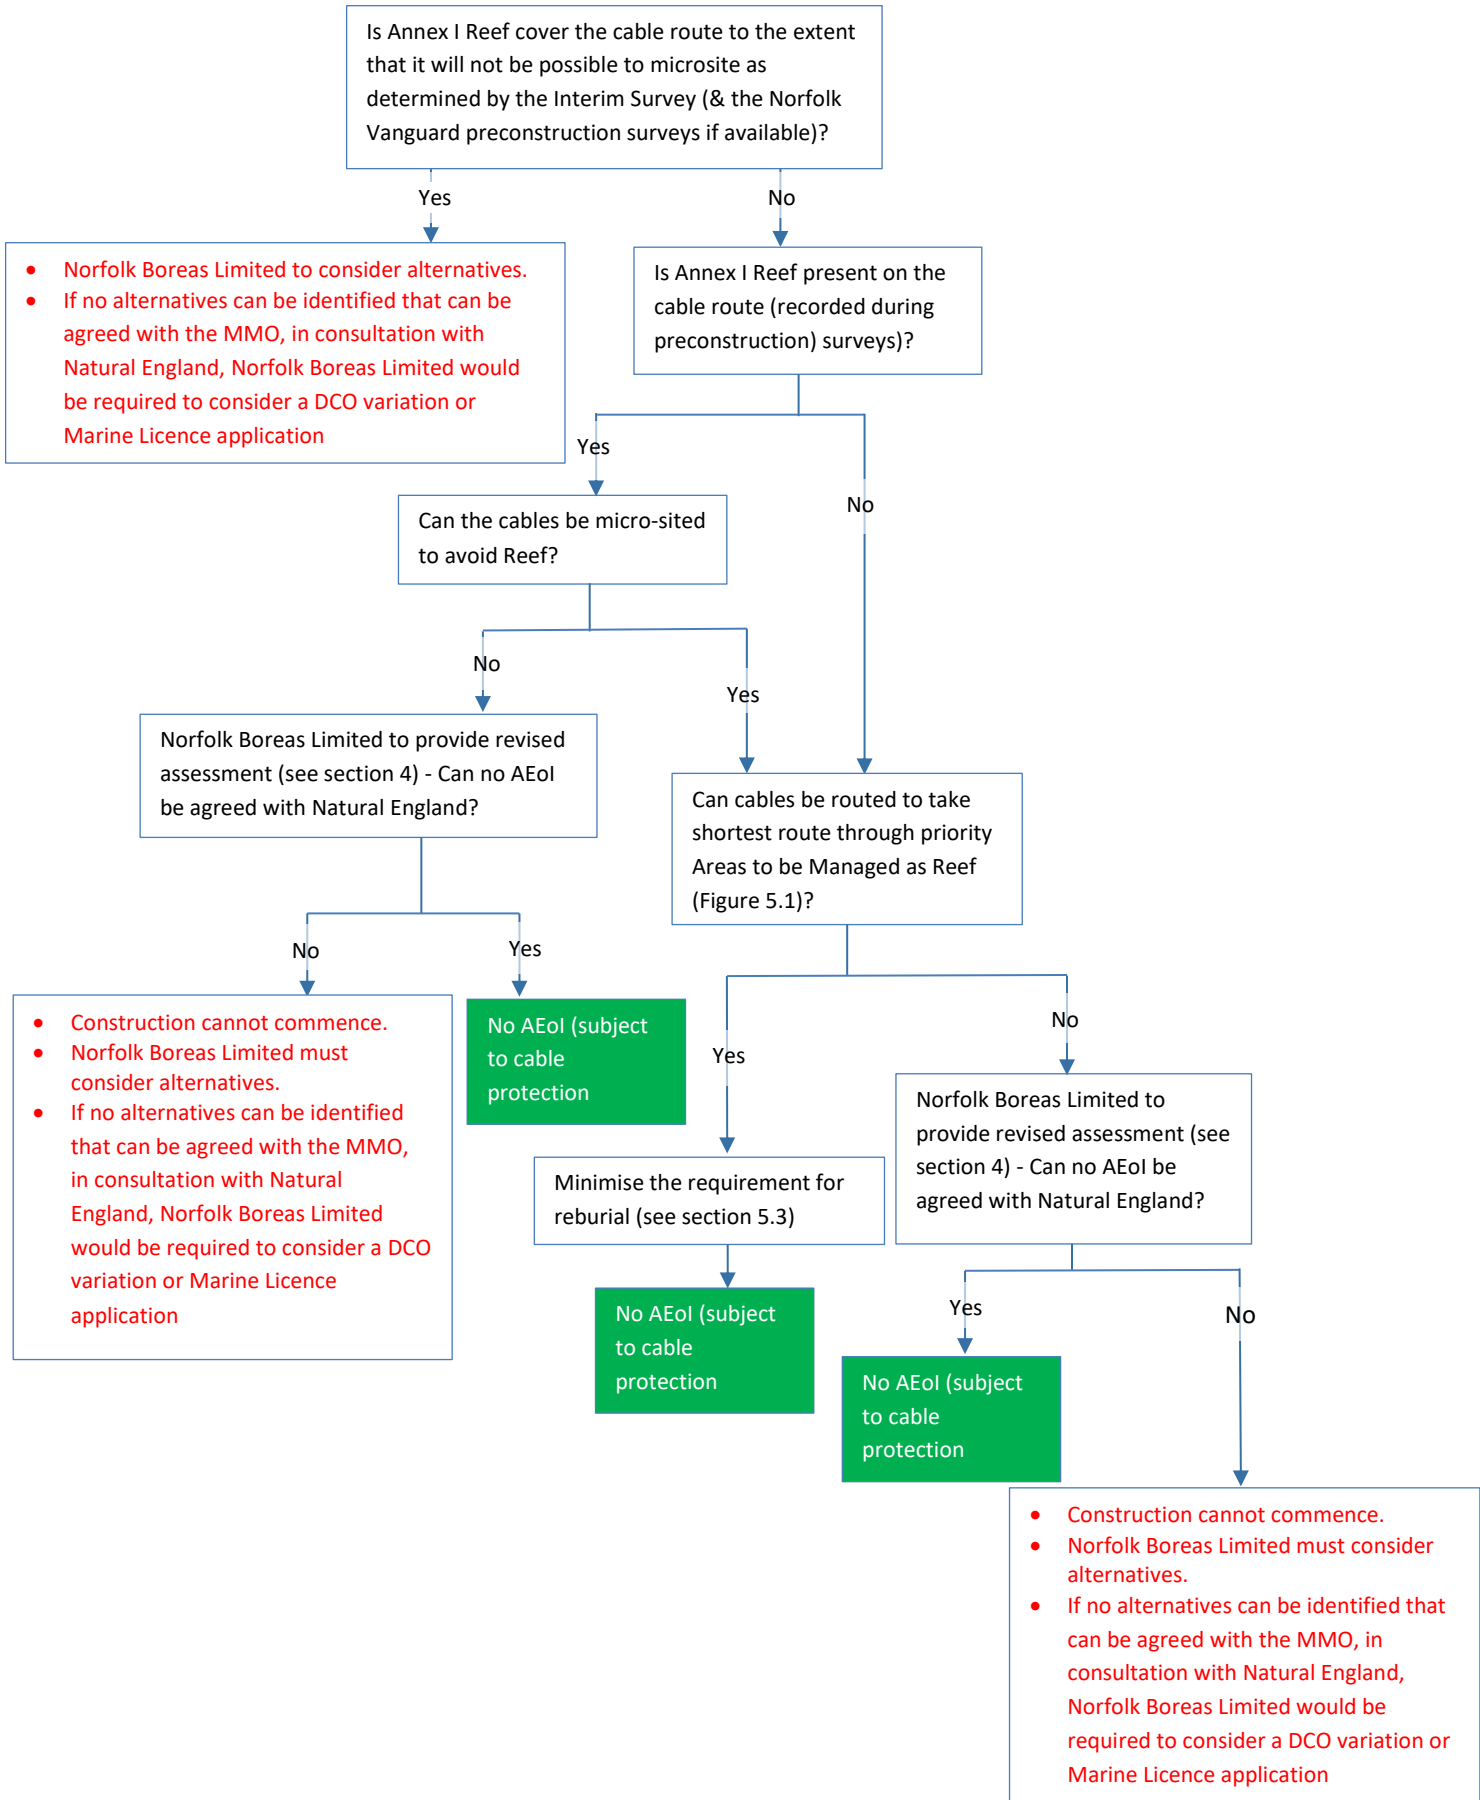 Is Annex I Reef cover the cable route to the extent
that it will not be possible to microsite as
determined by the Interim Survey (& the Norfolk
Vanguard preconstruction surveys if available)?
Yes
No
• Norfolk Boreas Limited to consider alternatives.
• If no alternatives can be identified that can be
agreed with the MMO, in consultation with
Natural England, Norfolk Boreas Limited would
be required to consider a DCO variation or
Marine Licence application
Is Annex I Reef present on the
cable route (recorded during
preconstruction) surveys)?
Yes
No
Can the cables be micro-sited
to avoid Reef?
No
Yes
Norfolk Boreas Limited to provide revised
assessment (see section 4) - Can no AEoI
be agreed with Natural England?
Can cables be routed to take
shortest route through priority
Areas to be Managed as Reef
(Figure 5.1)?
No
Yes
• Construction cannot commence.
• Norfolk Boreas Limited must
consider alternatives.
• If no alternatives can be identified
that can be agreed with the MMO,
in consultation with Natural
England, Norfolk Boreas Limited
would be required to consider a DCO
variation or Marine Licence
application
No AEoI (subject
to cable
protection
Yes
No
Minimise the requirement for
reburial (see section 5.3)
Norfolk Boreas Limited to
provide revised assessment (see
section 4) - Can no AEoI be
agreed with Natural England?
No AEoI (subject
to cable
protection
Yes
No
No AEoI (subject
to cable
protection
• Construction cannot commence.
• Norfolk Boreas Limited must consider
alternatives.
• If no alternatives can be identified that
can be agreed with the MMO, in
consultation with Natural England,
Norfolk Boreas Limited would be
required to consider a DCO variation or
Marine Licence application